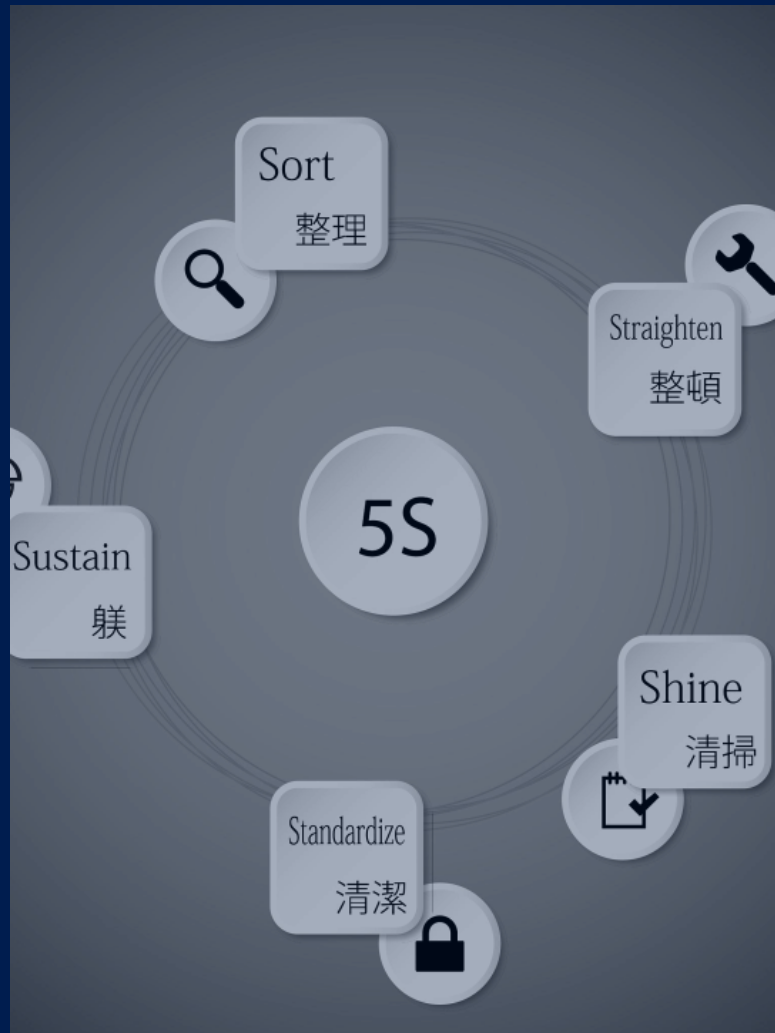 Sort
整理
Straighten
整頓
5S
Sustain
躾
Shine
清掃
Standardize
清潔